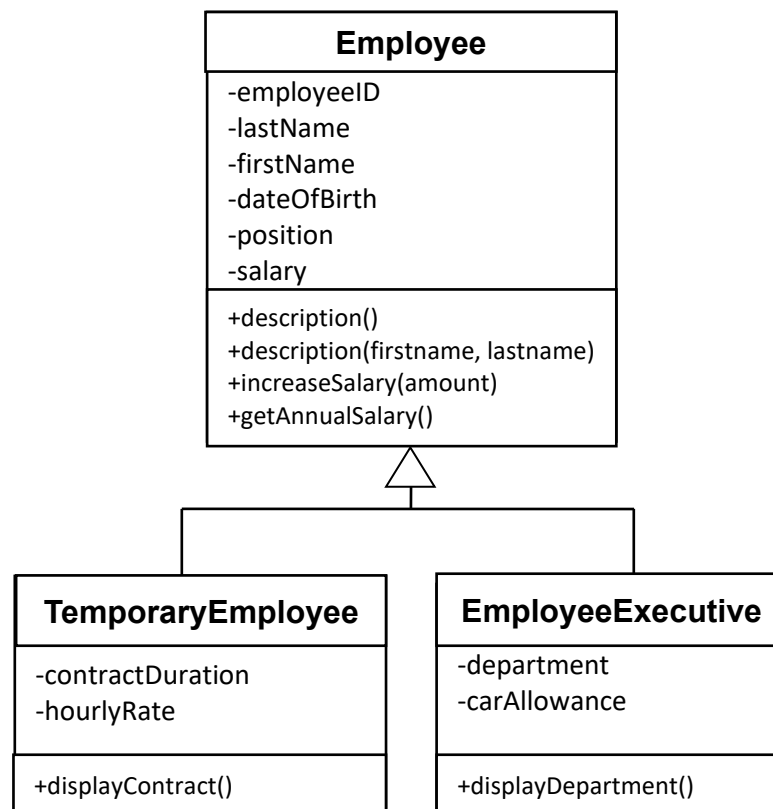 Employee
-employeeID
-lastName
-firstName
-dateOfBirth
-position
-salary
+description()
+description(firstname, lastname)
+increaseSalary(amount)
+getAnnualSalary()
TemporaryEmployee
-contractDuration
-hourlyRate
+displayContract()
EmployeeExecutive
-department
-carAllowance
+displayDepartment()